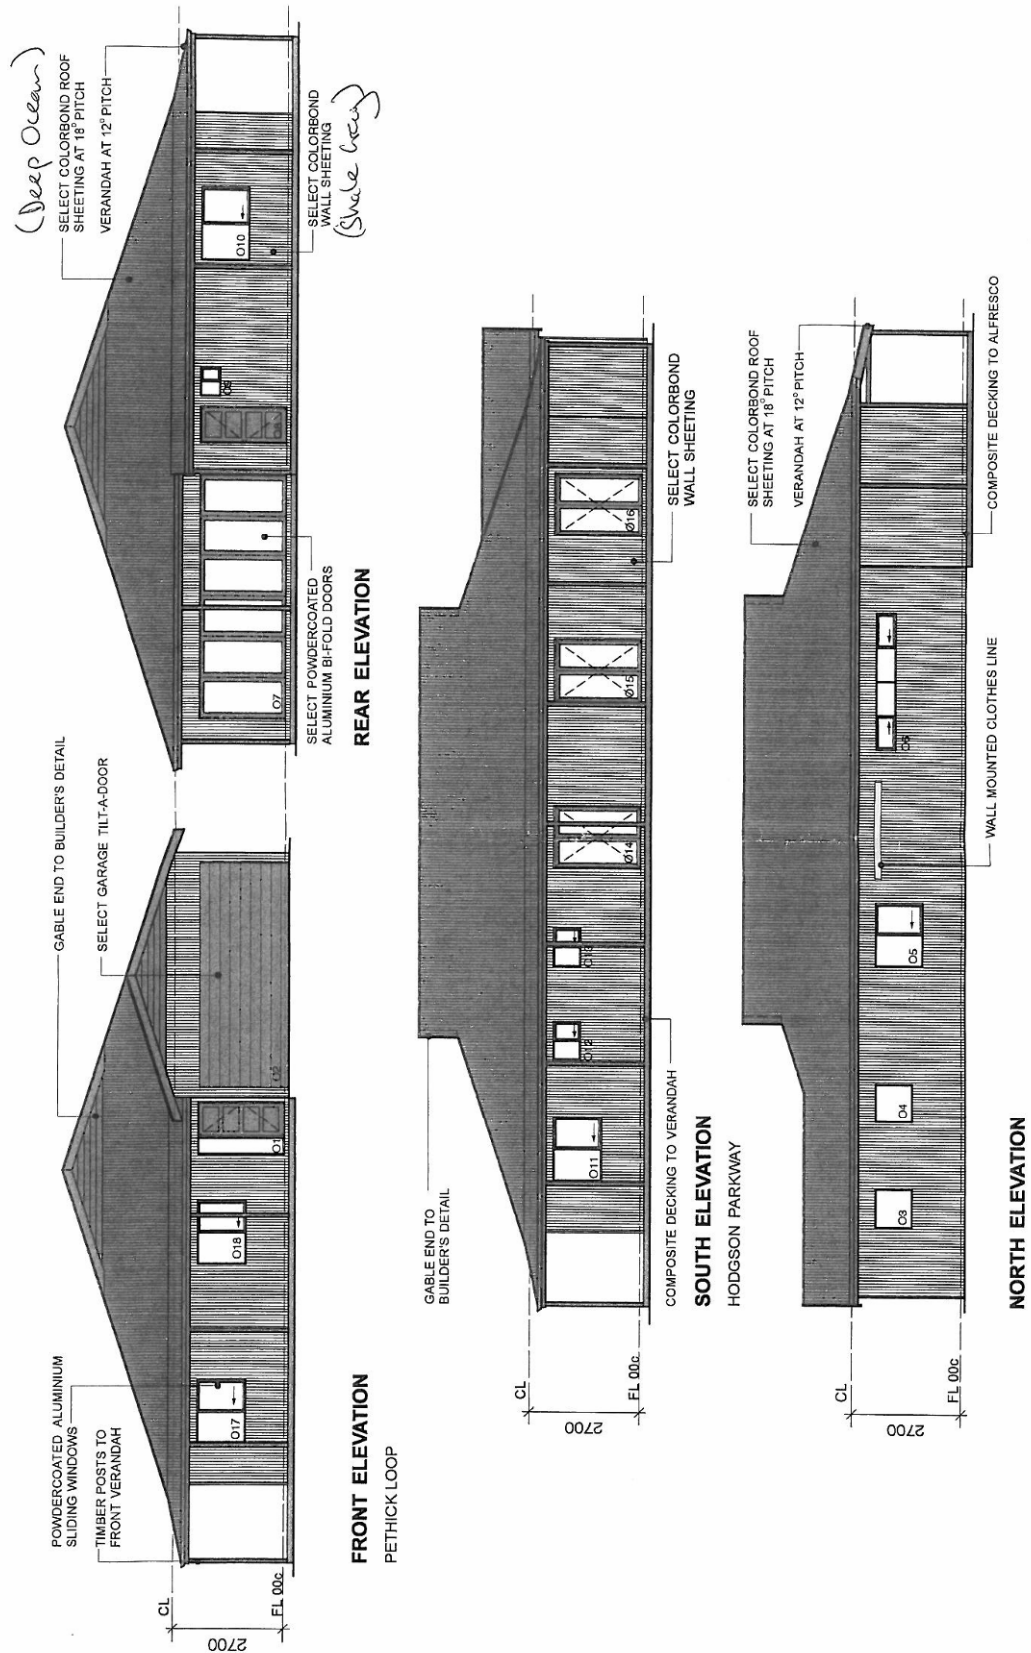 GABLE END TO BUILDER'S DETAIL
SELECT GARAGE TILT-A-DOOR
POWDERCOATED ALUMINIUM
SLIDING WINDOWS
TIMBER POSTS TO
FRONT VERANDAH
CL
2700
FL 00c
O17
O18
O1
O2
FRONT ELEVATION
PETHICK LOOP
(Deep Ocean)
SELECT COLORBOND ROOF
SHEETING AT 18° PITCH
VERANDAH AT 12° PITCH
O7
O8
O9
O10
SELECT POWDERCOATED
ALUMINIUM BI-FOLD DOORS
SELECT COLORBOND
WALL SHEETING
(Shale Grey)
REAR ELEVATION
GABLE END TO
BUILDER'S DETAIL
CL
2700
FL 00c
O11
O12
O13
O14
O15
O16
COMPOSITE DECKING TO VERANDAH
SELECT COLORBOND
WALL SHEETING
SOUTH ELEVATION
HODGSON PARKWAY
SELECT COLORBOND ROOF
SHEETING AT 18° PITCH
VERANDAH AT 12° PITCH
CL
2700
FL 00c
O3
O4
O5
O6
WALL MOUNTED CLOTHES LINE
COMPOSITE DECKING TO ALFRESCO
NORTH ELEVATION